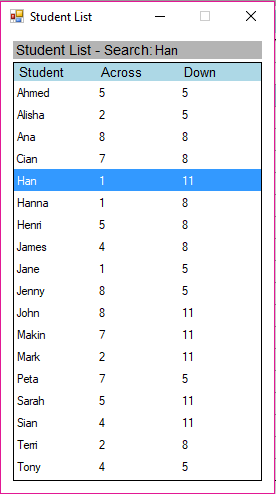 Student List
Student List - Search: Han
Student Across Down
Ahmed 5 5
Alisha 2 5
Ana 8 8
Cian 7 8
Han 1 11
Hanna 1 8
Henri 5 8
James 4 8
Jane 1 5
Jenny 8 5
John 8 11
Makin 7 11
Mark 2 11
Peta 7 5
Sarah 5 11
Sian 4 11
Terri 2 8
Tony 4 5